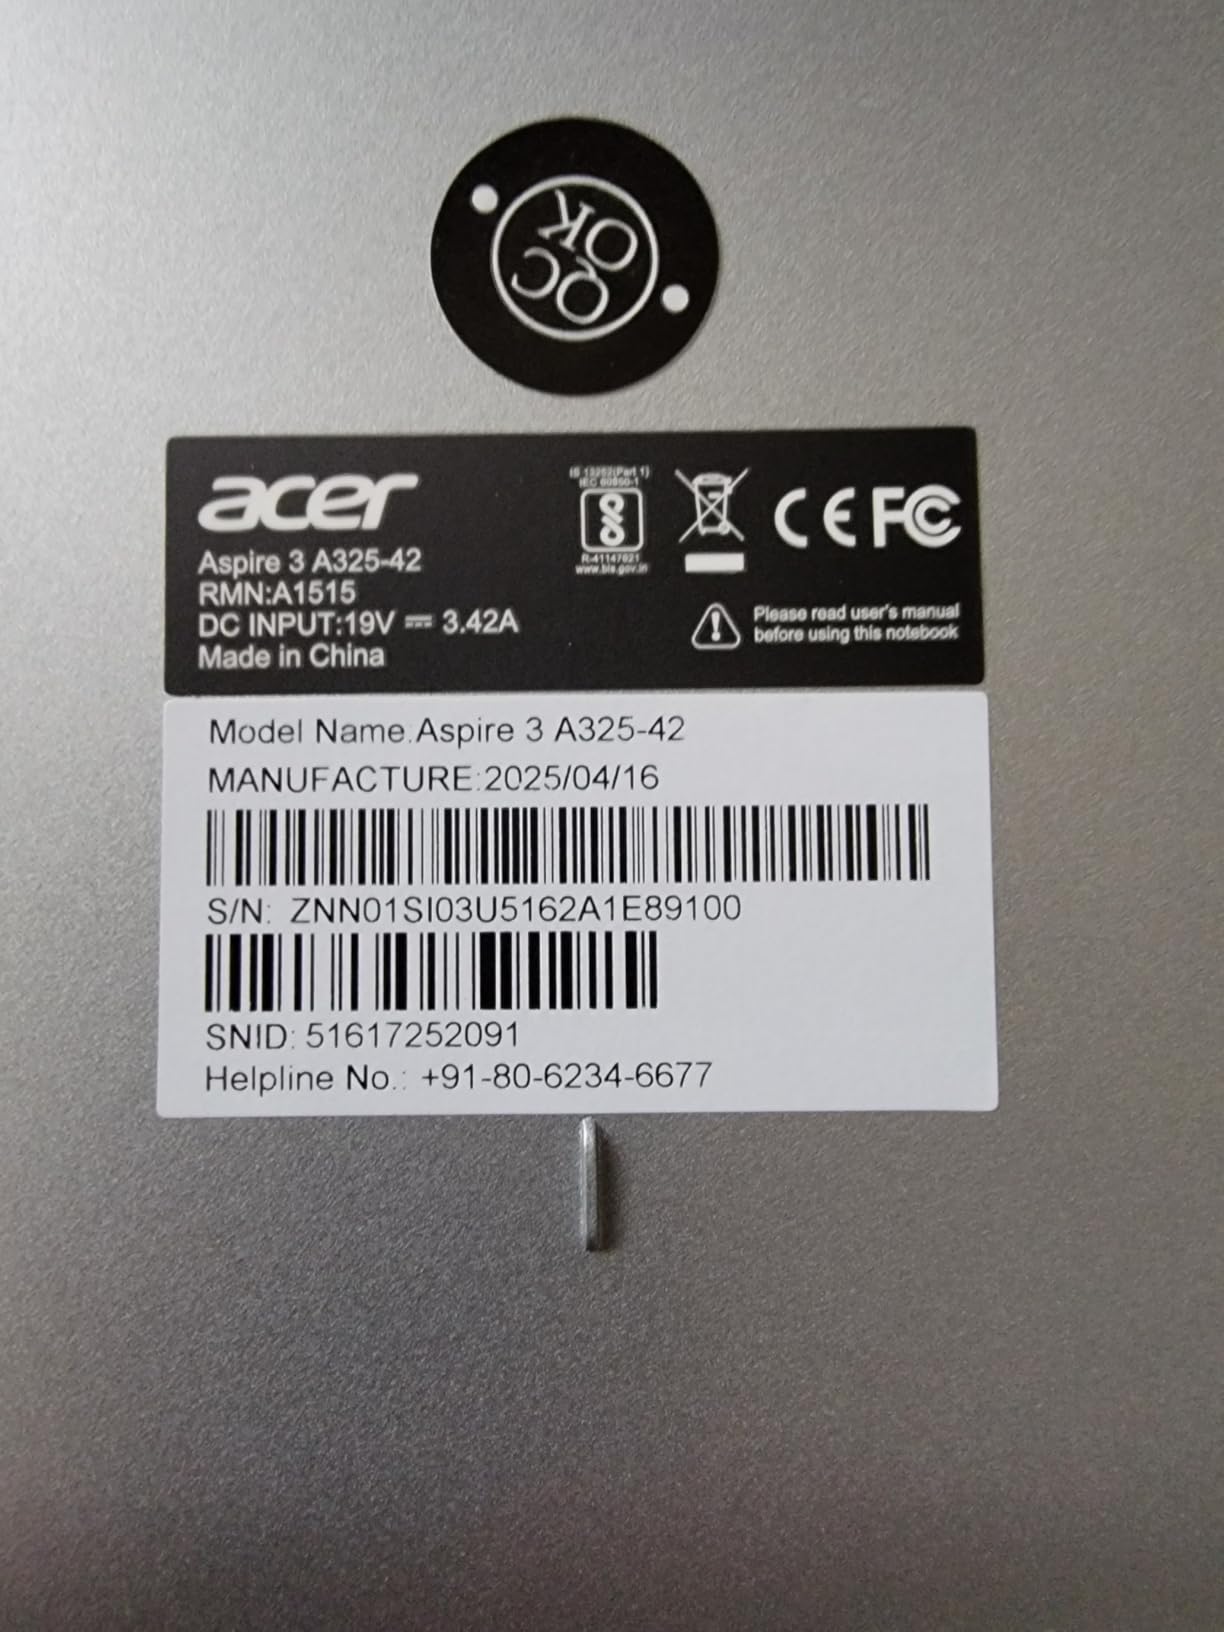 QC
OK
acer
Aspire 3 A325-42
RMN:A1515
DC INPUT:19V ⎓ 3.42A
Made in China
IS 13252(Part 1)
IEC 60950-1
R-41147821
www.bis.gov.in
CE FC
Please read user's manual
before using this notebook
Model Name:Aspire 3 A325-42
MANUFACTURE:2025/04/16
S/N: ZNN01SI03U5162A1E89100
SNID: 51617252091
Helpline No.: +91-80-6234-6677